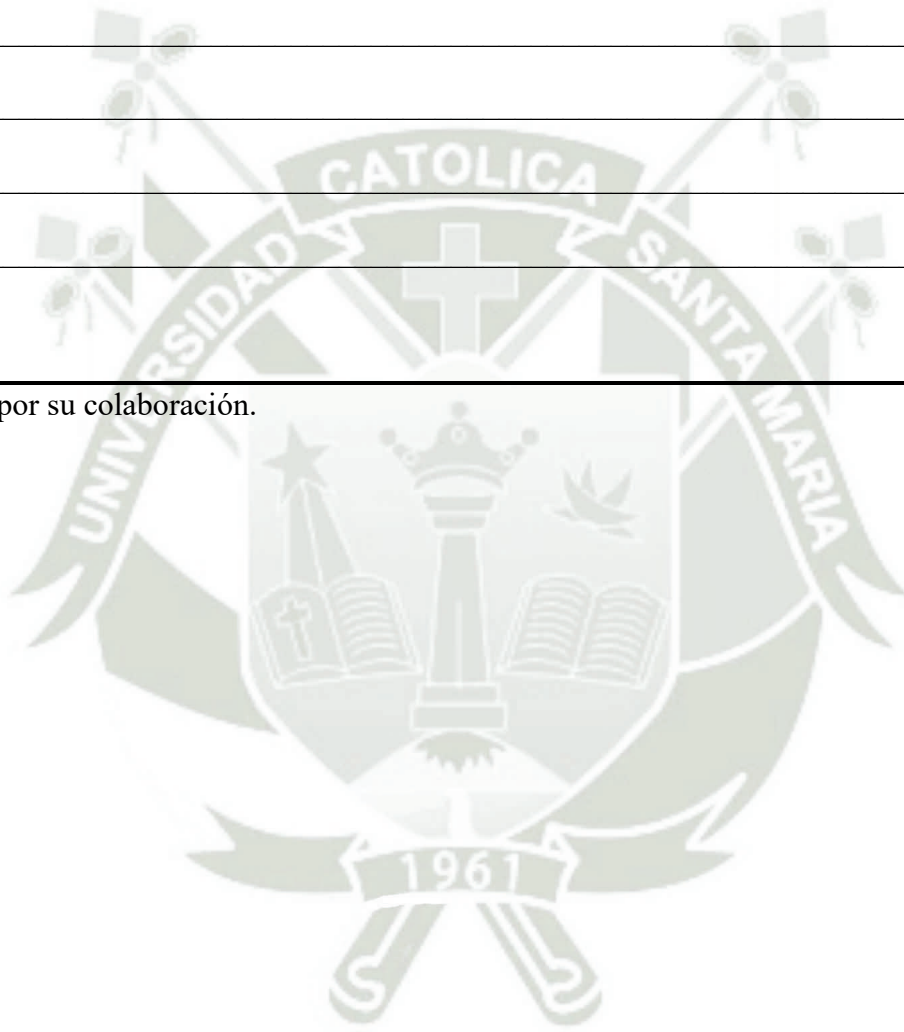 CATOLICA
UNIVERSIDAD
SANTA MARIA
por su colaboración.
1961